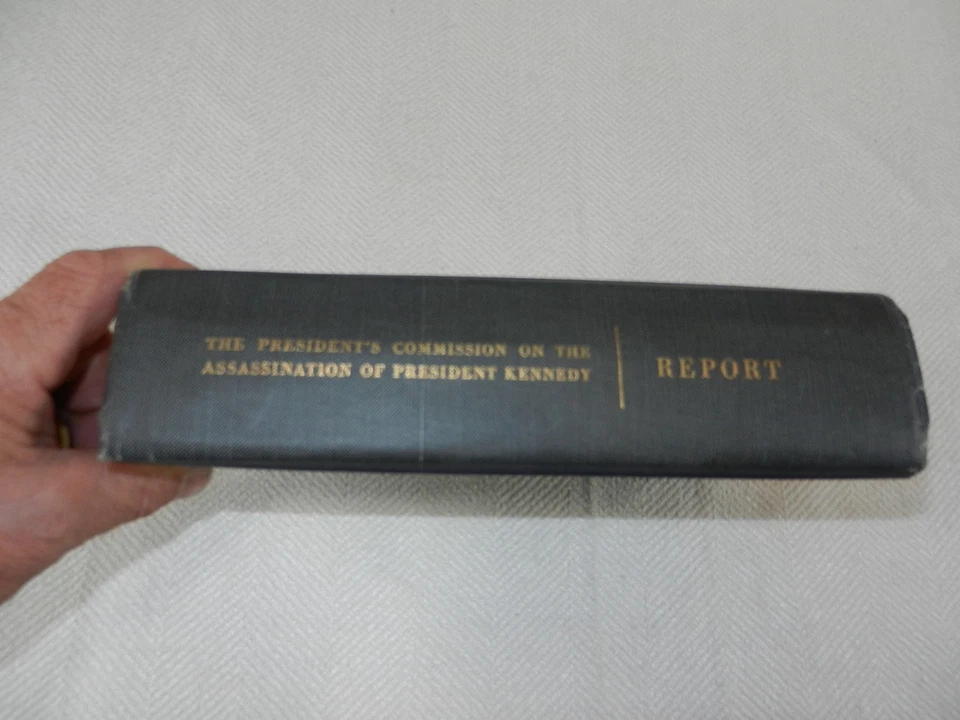 THE PRESIDENT'S COMMISSION ON THE
ASSASSINATION OF PRESIDENT KENNEDY
REPORT